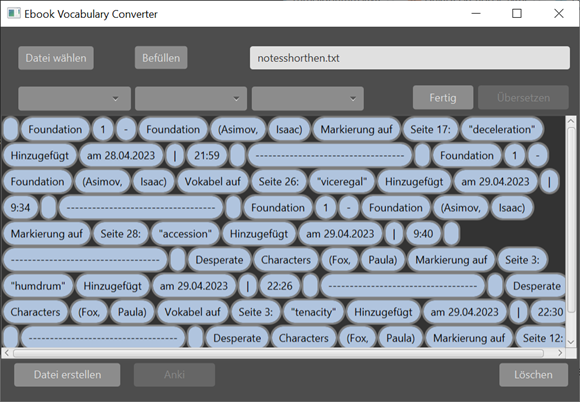 Ebook Vocabulary Converter
Datei wählen Befüllen notesshorthen.txt
Fertig Übersetzen
Foundation 1 - Foundation (Asimov, Isaac) Markierung auf Seite 17: "deceleration"
Hinzugefügt am 28.04.2023 | 21:59 ----------------------------------- Foundation 1 -
Foundation (Asimov, Isaac) Vokabel auf Seite 26: "viceregal" Hinzugefügt am 29.04.2023 |
9:34 ----------------------------------- Foundation 1 - Foundation (Asimov, Isaac)
Markierung auf Seite 28: "accession" Hinzugefügt am 29.04.2023 | 9:40
----------------------------------- Desperate Characters (Fox, Paula) Markierung auf Seite 3:
"humdrum" Hinzugefügt am 29.04.2023 | 22:26 ----------------------------------- Desperate
Characters (Fox, Paula) Vokabel auf Seite 3: "tenacity" Hinzugefügt am 29.04.2023 | 22:30
----------------------------------- Desperate Characters (Fox, Paula) Markierung auf Seite 12:
Datei erstellen Anki Löschen